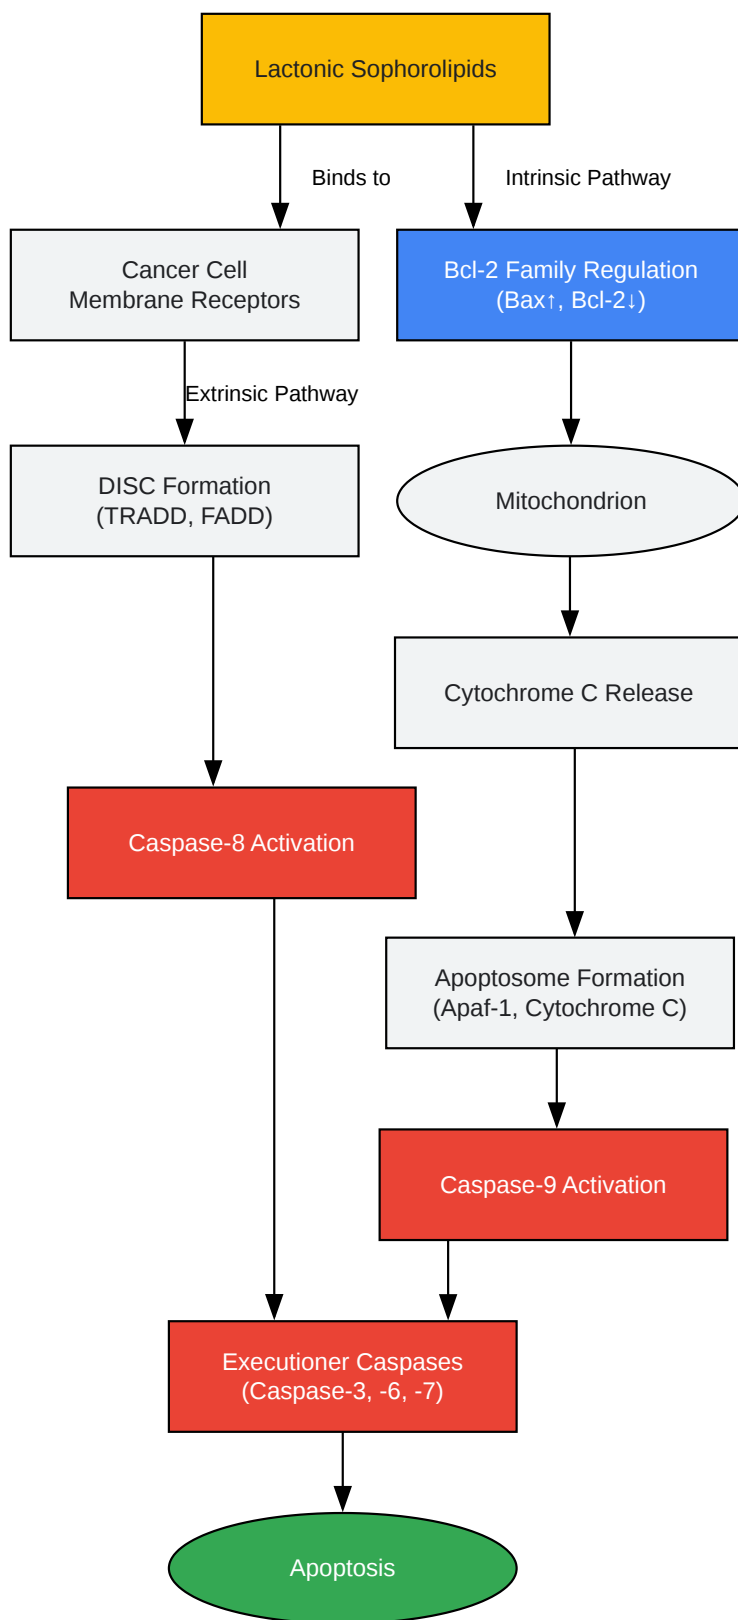 Lactonic Sophorolipids
Binds to
Intrinsic Pathway
Cancer Cell
Membrane Receptors
Bcl-2 Family Regulation
(Bax↑, Bcl-2↓)
Extrinsic Pathway
DISC Formation
(TRADD, FADD)
Mitochondrion
Cytochrome C Release
Caspase-8 Activation
Apoptosome Formation
(Apaf-1, Cytochrome C)
Caspase-9 Activation
Executioner Caspases
(Caspase-3, -6, -7)
Apoptosis